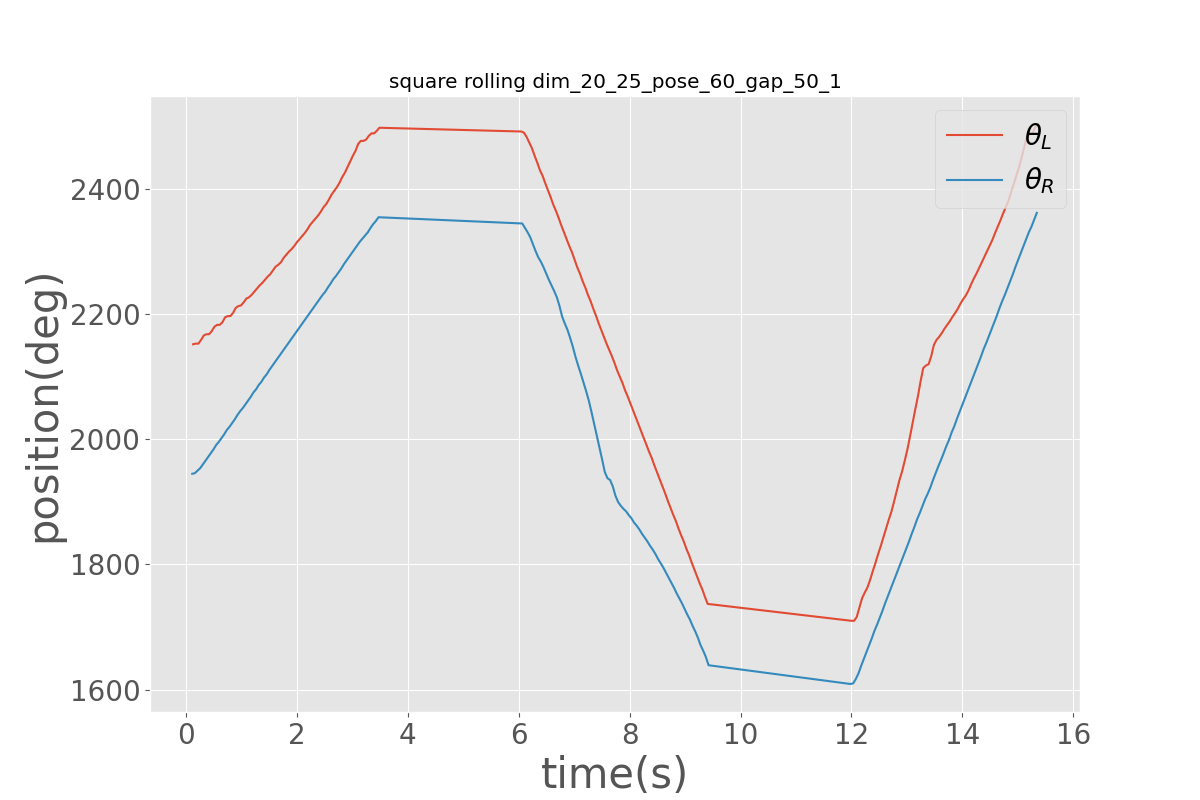 square rolling dim_20_25_pose_60_gap_50_1
θL
θR
2400
2200
2000
1800
1600
position(deg)
0 2 4 6 8 10 12 14 16
time(s)